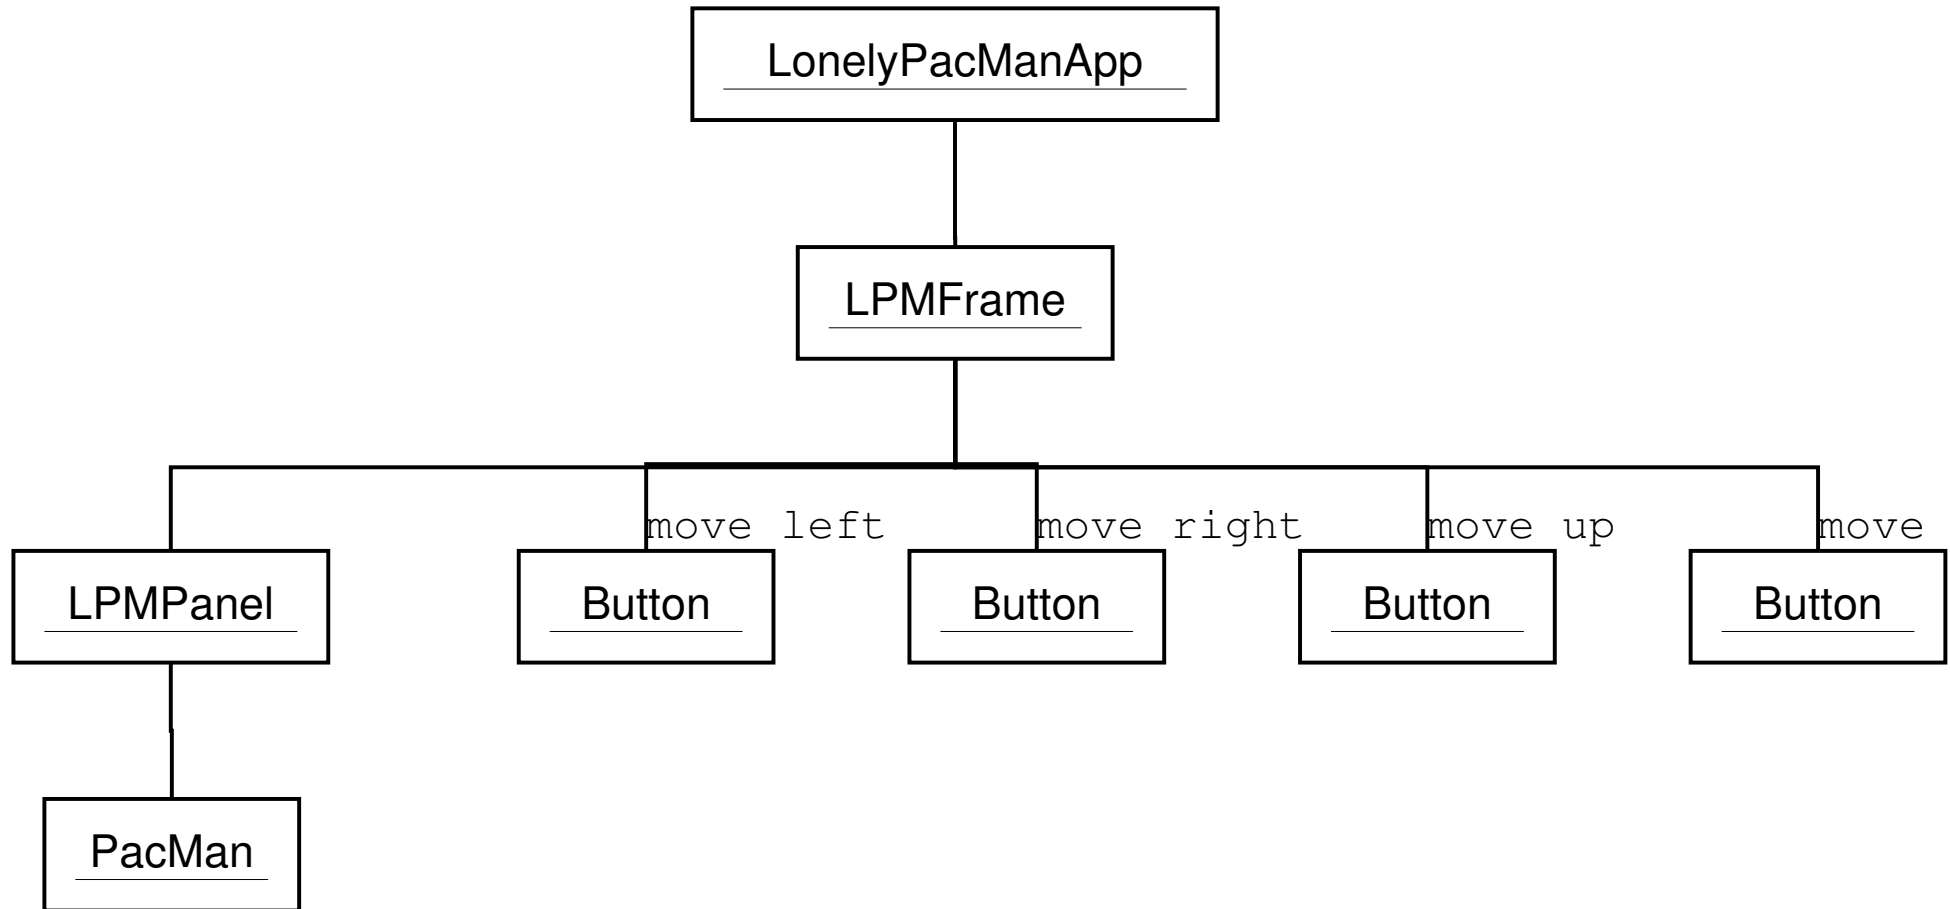 LonelyPacManApp
LPMFrame
move left move right move up move
LPMPanel Button Button Button Button
PacMan